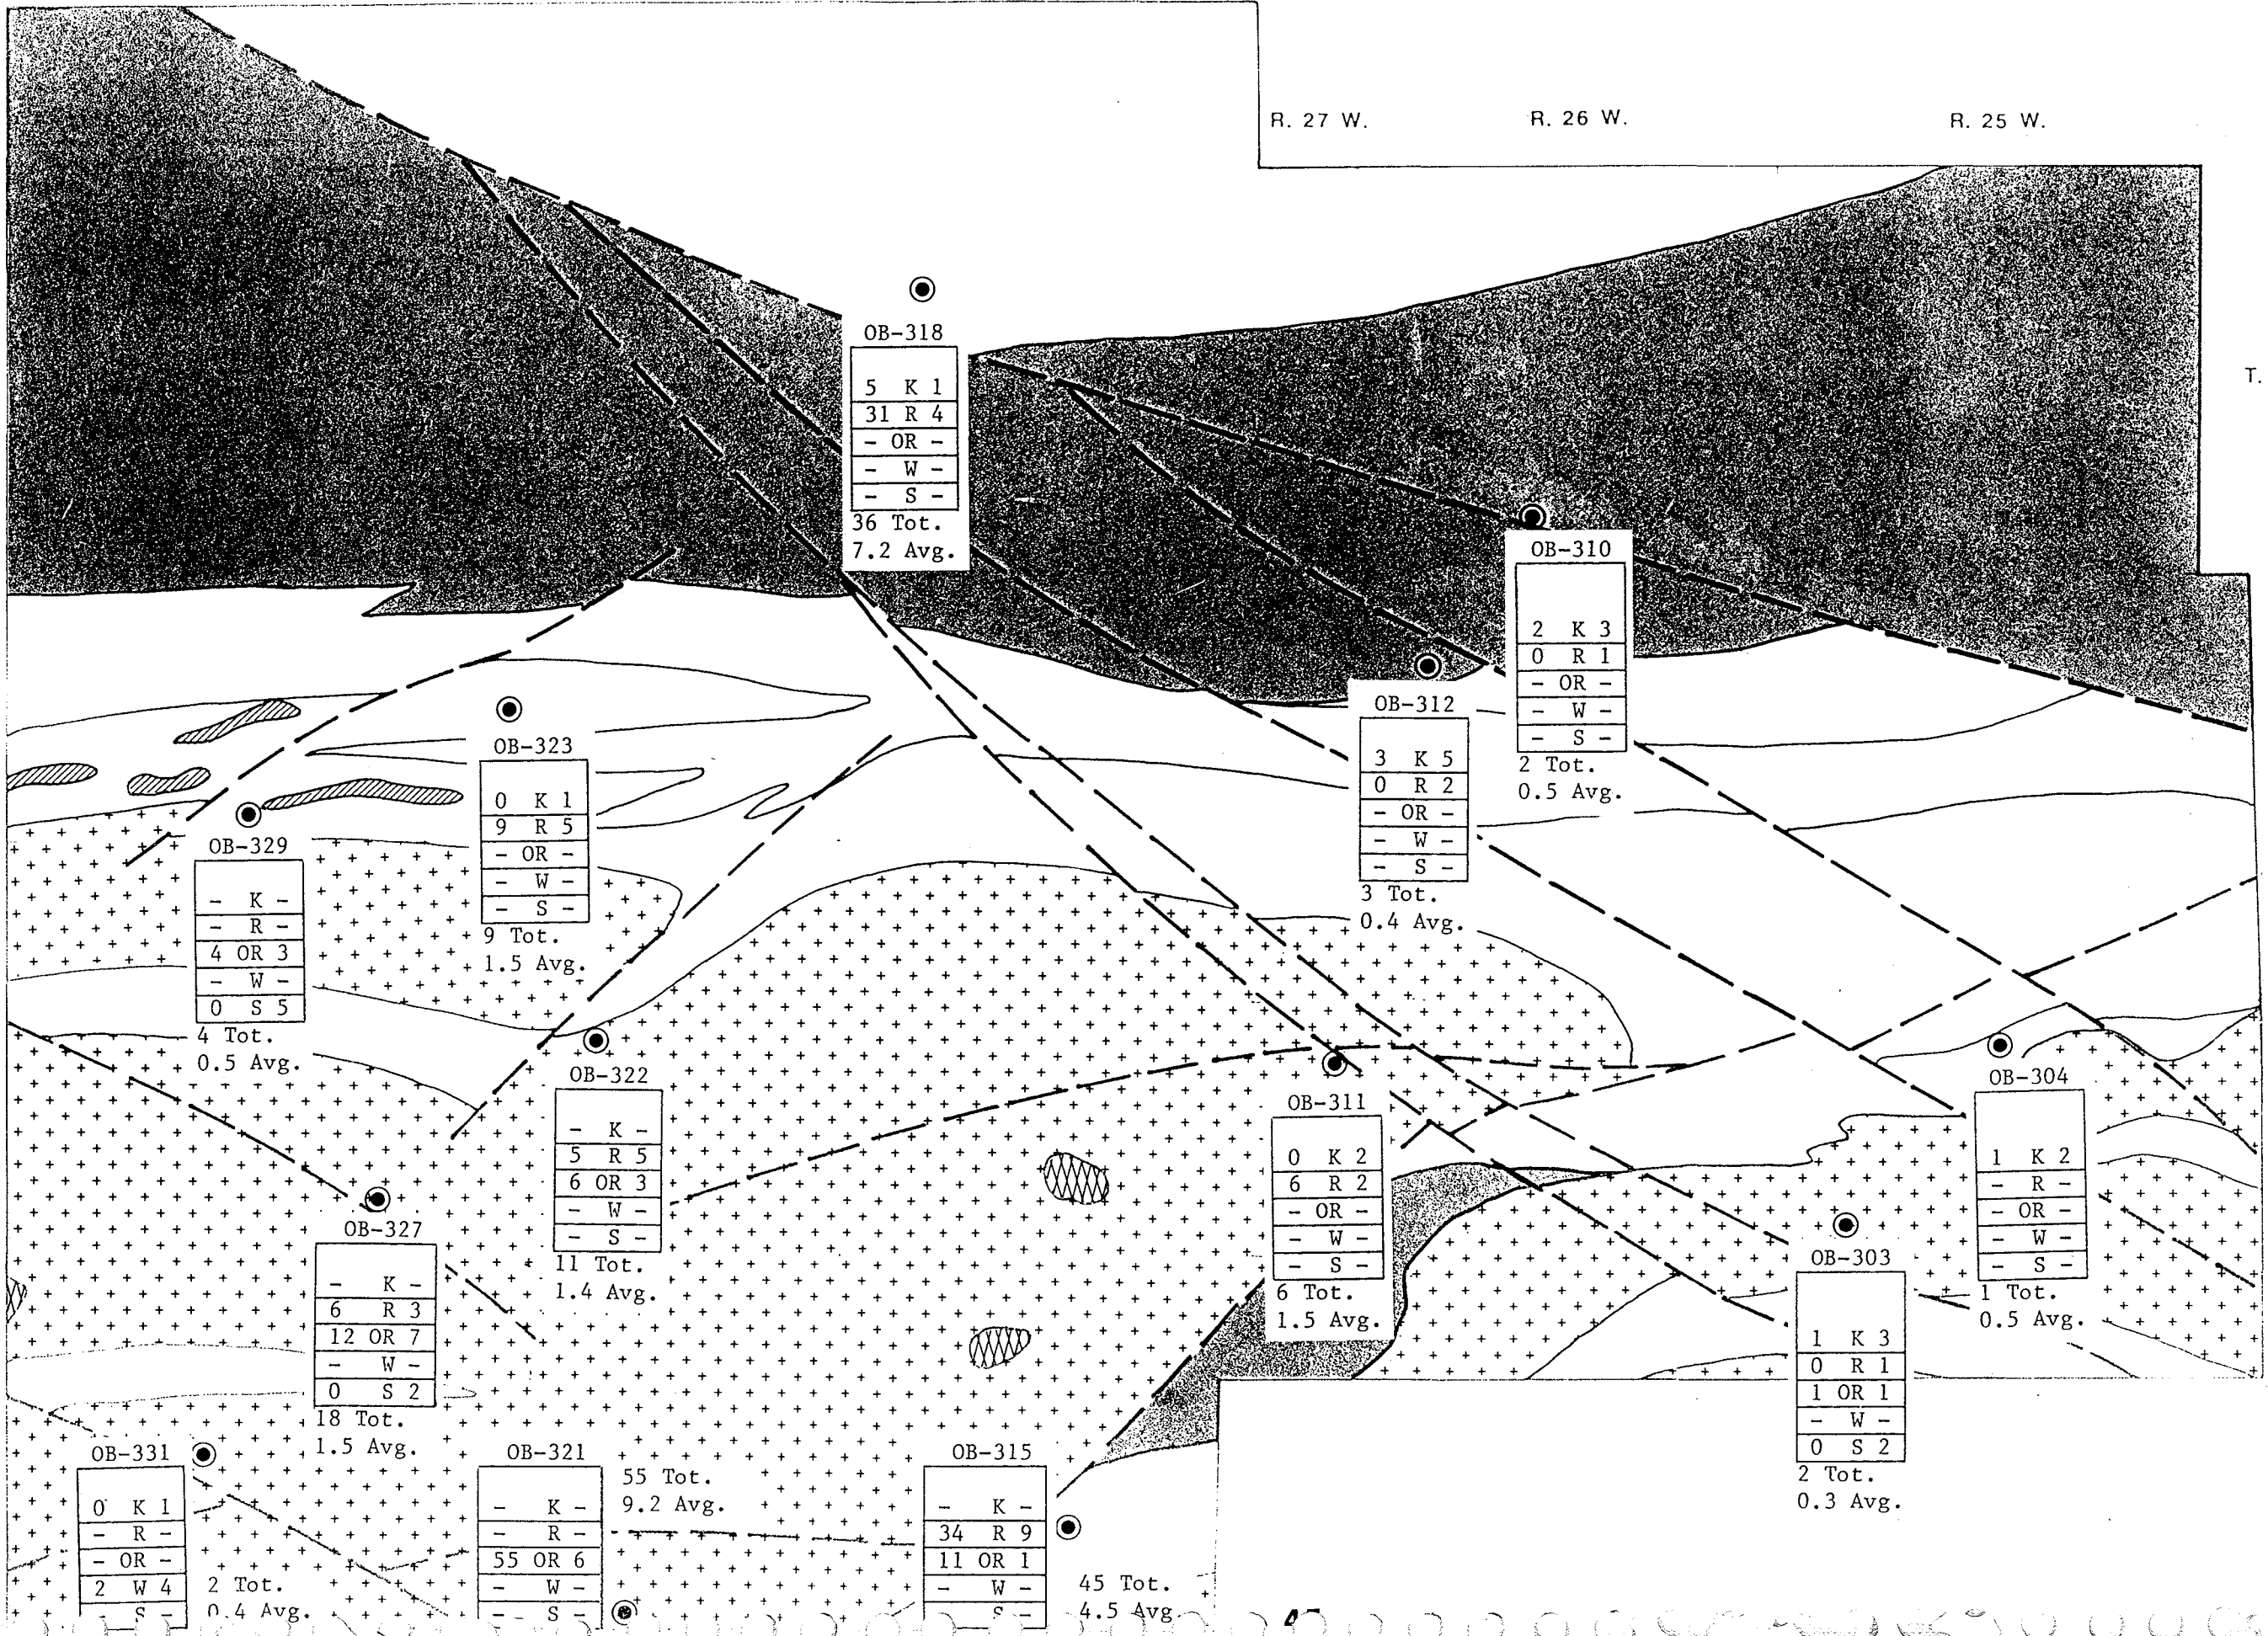 R. 27 W.
R. 26 W.
R. 25 W.
T.
OB-318
5 K 1
31 R 4
- OR -
- W -
- S -
36 Tot.
7.2 Avg.
OB-310
2 K 3
0 R 1
- OR -
- W -
- S -
2 Tot.
0.5 Avg.
OB-312
3 K 5
0 R 2
- OR -
- W -
- S -
3 Tot.
0.4 Avg.
OB-323
0 K 1
9 R 5
- OR -
- W -
- S -
9 Tot.
1.5 Avg.
OB-329
- K -
- R -
4 OR 3
- W -
0 S 5
4 Tot.
0.5 Avg.
OB-322
- K -
5 R 5
6 OR 3
- W -
- S -
11 Tot.
1.4 Avg.
OB-311
0 K 2
6 R 2
- OR -
- W -
- S -
6 Tot.
1.5 Avg.
OB-304
1 K 2
- R -
- OR -
- W -
- S -
1 Tot.
0.5 Avg.
OB-327
- K -
6 R 3
12 OR 7
- W -
0 S 2
18 Tot.
1.5 Avg.
OB-303
1 K 3
0 R 1
1 OR 1
- W -
0 S 2
2 Tot.
0.3 Avg.
OB-331
0 K 1
- R -
- OR -
2 W 4
- S -
2 Tot.
0.4 Avg.
OB-321
- K -
- R -
55 OR 6
- W -
- S -
55 Tot.
9.2 Avg.
OB-315
- K -
34 R 9
11 OR 1
- W -
- S -
45 Tot.
4.5 Avg